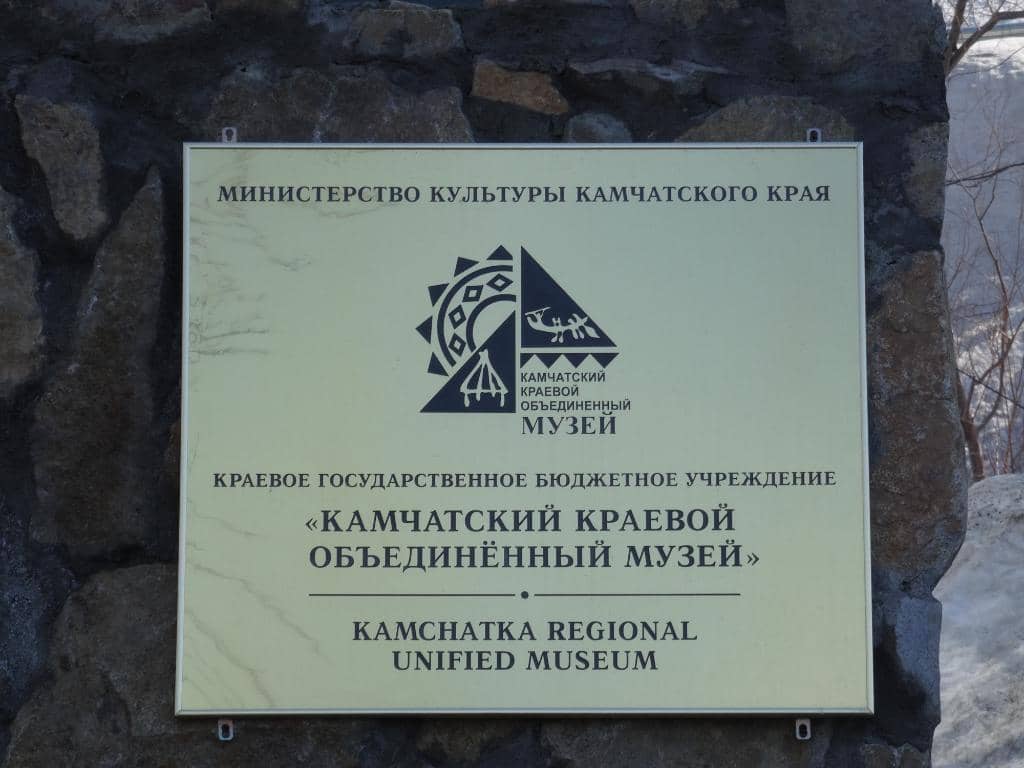 МИНИСТЕРСТВО КУЛЬТУРЫ КАМЧАТСКОГО КРАЯ
КАМЧАТСКИЙ
КРАЕВОЙ
ОБЪЕДИНЕННЫЙ
МУЗЕЙ
КРАЕВОЕ ГОСУДАРСТВЕННОЕ БЮДЖЕТНОЕ УЧРЕЖДЕНИЕ
«КАМЧАТСКИЙ КРАЕВОЙ
ОБЪЕДИНЁННЫЙ МУЗЕЙ»
KAMCHATKA REGIONAL
UNIFIED MUSEUM